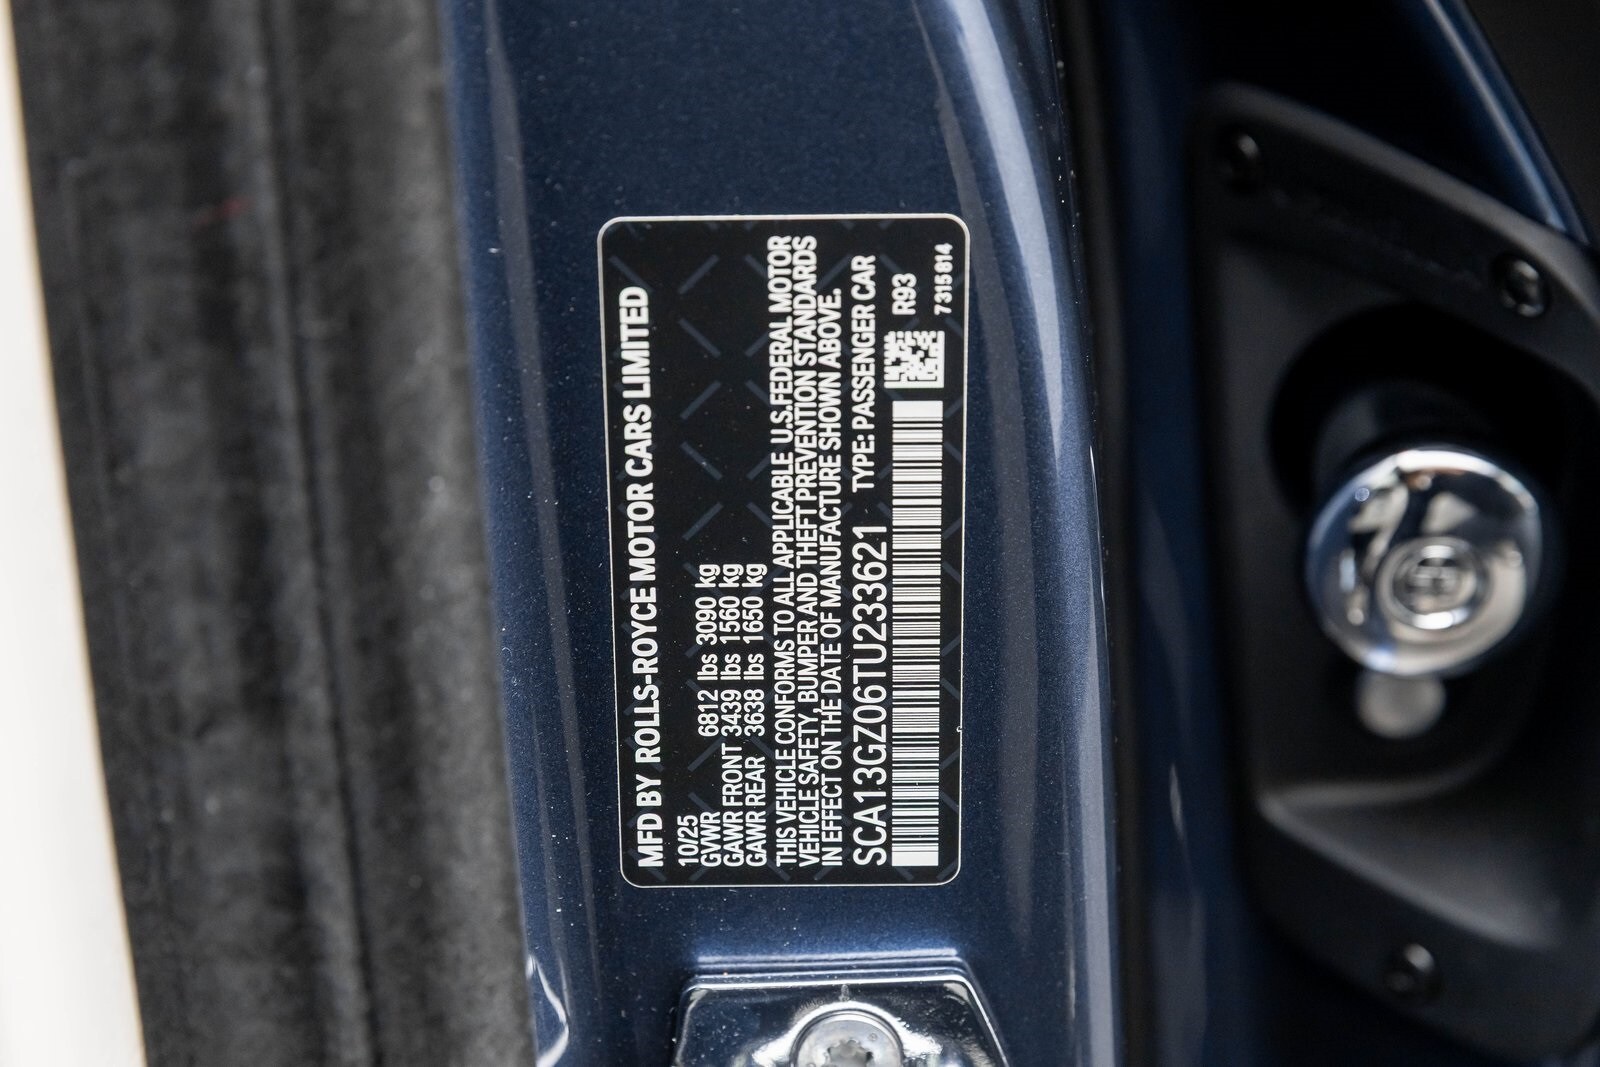 MFD BY ROLLS-ROYCE MOTOR CARS LIMITED
10/25
GVWR 6812 lbs 3090 kg
GAWR FRONT 3439 lbs 1560 kg
GAWR REAR 3638 lbs 1650 kg
THIS VEHICLE CONFORMS TO ALL APPLICABLE U.S.FEDERAL MOTOR
VEHICLE SAFETY, BUMPER AND THEFT PREVENTION STANDARDS
IN EFFECT ON THE DATE OF MANUFACTURE SHOWN ABOVE.
SCA13GZ06TU233621 TYPE: PASSENGER CAR
R93
7315814